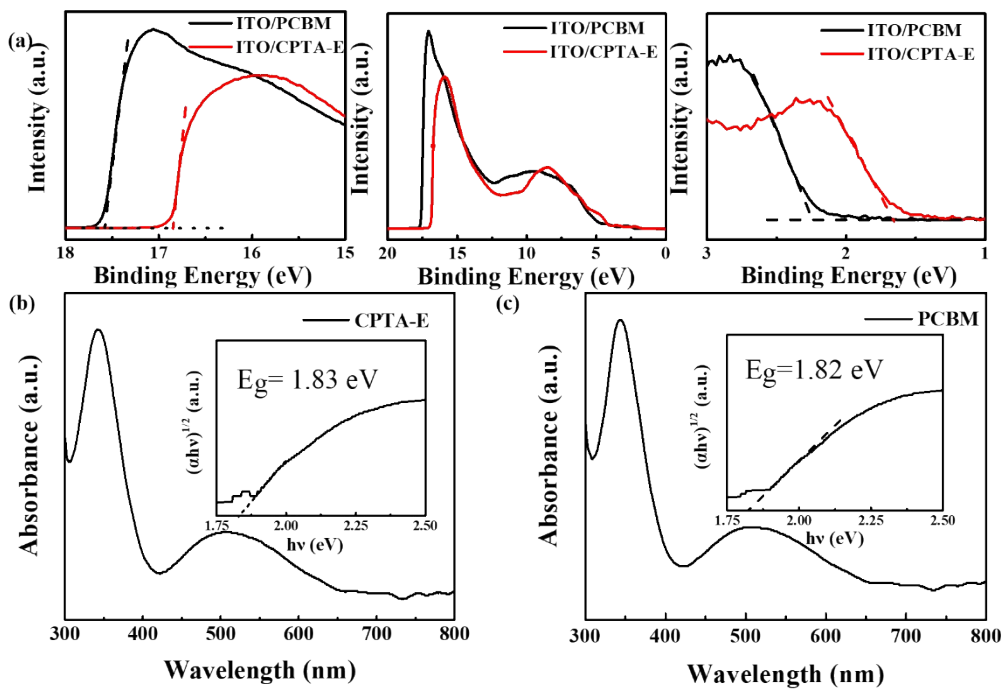 (a)
ITO/PCBM
ITO/CPTA-E
Intensity (a.u.)
18 17 16 15
Binding Energy (eV)
ITO/PCBM
ITO/CPTA-E
Intensity (a.u.)
20 15 10 5 0
Binding Energy (eV)
ITO/PCBM
ITO/CPTA-E
Intensity (a.u.)
3 2 1
Binding Energy (eV)
(b)
CPTA-E
Absorbance (a.u.)
Eg= 1.83 eV
(αhν)1/2 (a.u.)
1.75 2.00 2.25 2.50
hν (eV)
300 400 500 600 700 800
Wavelength (nm)
(c)
PCBM
Absorbance (a.u.)
Eg=1.82 eV
(αhν)1/2 (a.u.)
1.75 2.00 2.25 2.50
hν (eV)
300 400 500 600 700 800
Wavelength (nm)